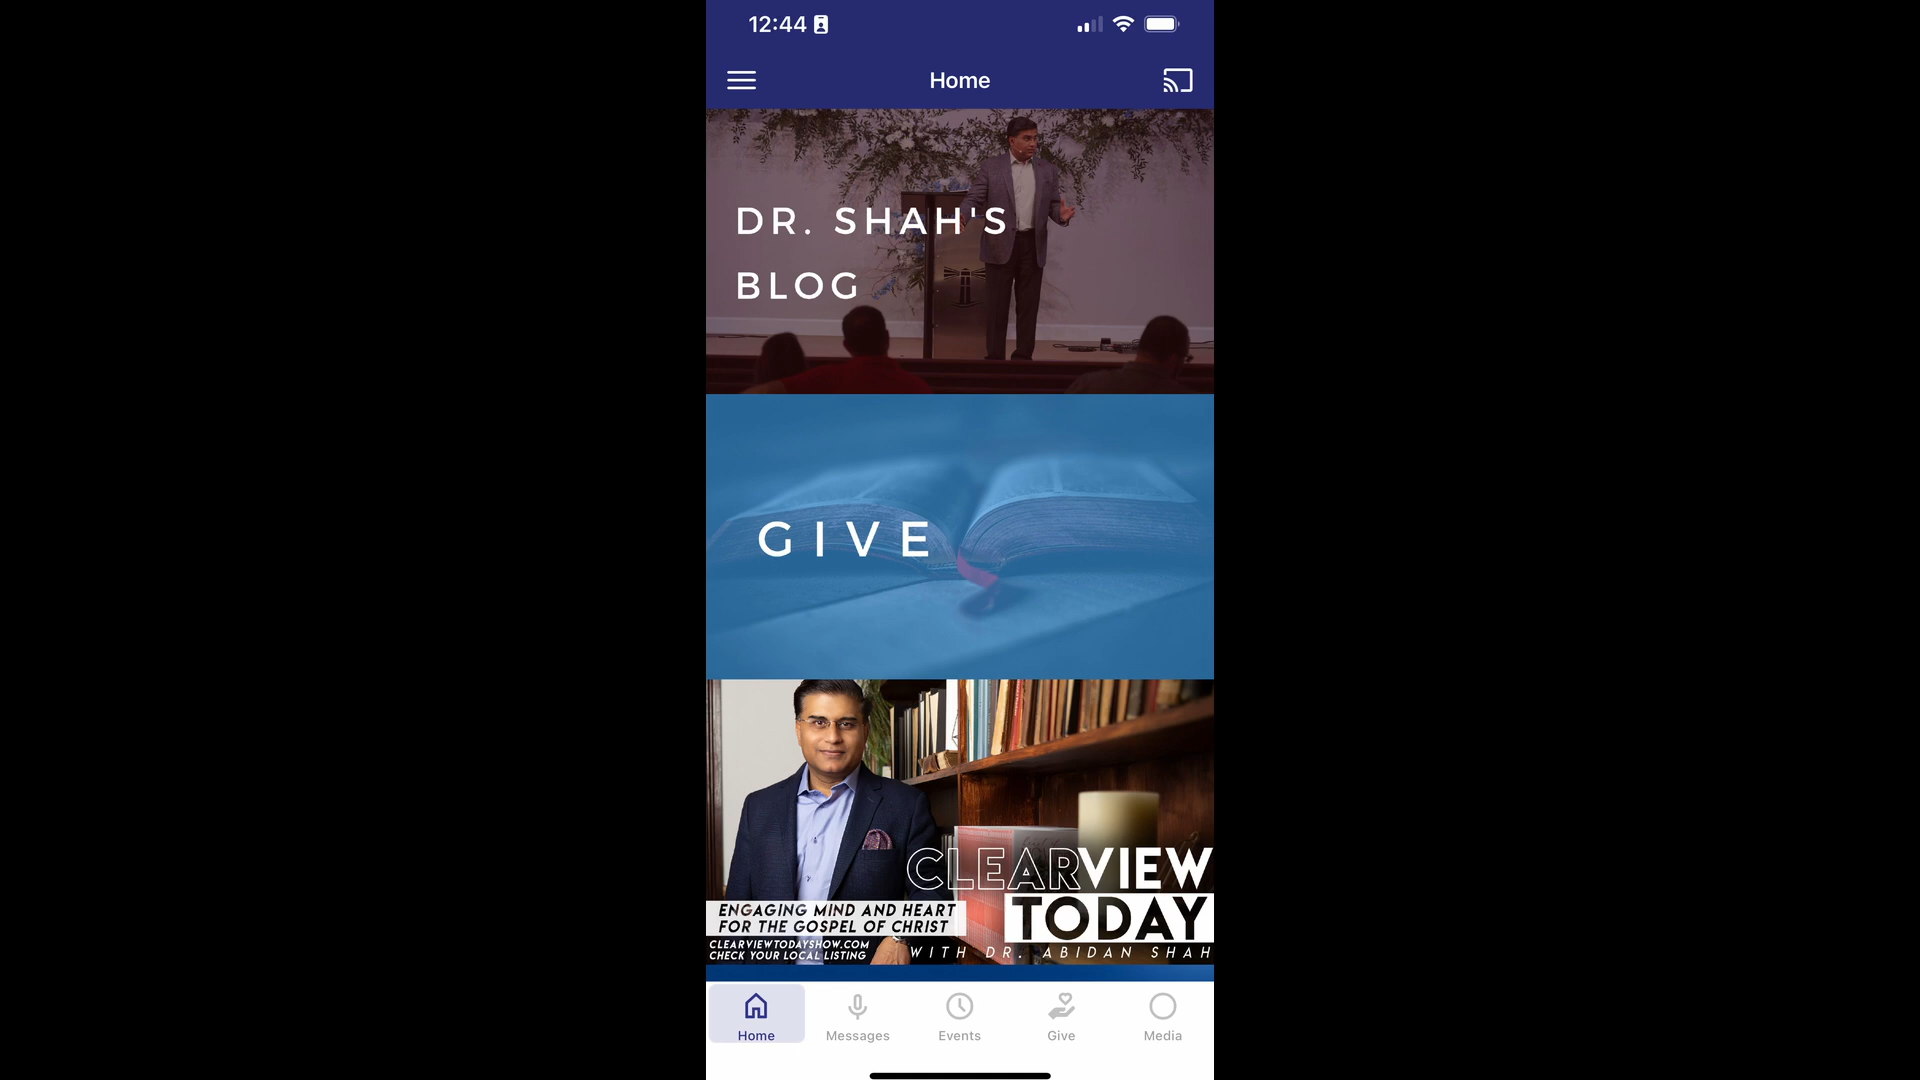 12:44
Home
DR. SHAH'S
BLOG
GIVE
CLEARVIEW
TODAY
WITH DR. ABIDAN SHAH
ENGAGING MIND AND HEART
FOR THE GOSPEL OF CHRIST
CLEARVIEWTODAYSHOW.COM
CHECK YOUR LOCAL LISTING
Home
Messages
Events
Give
Media